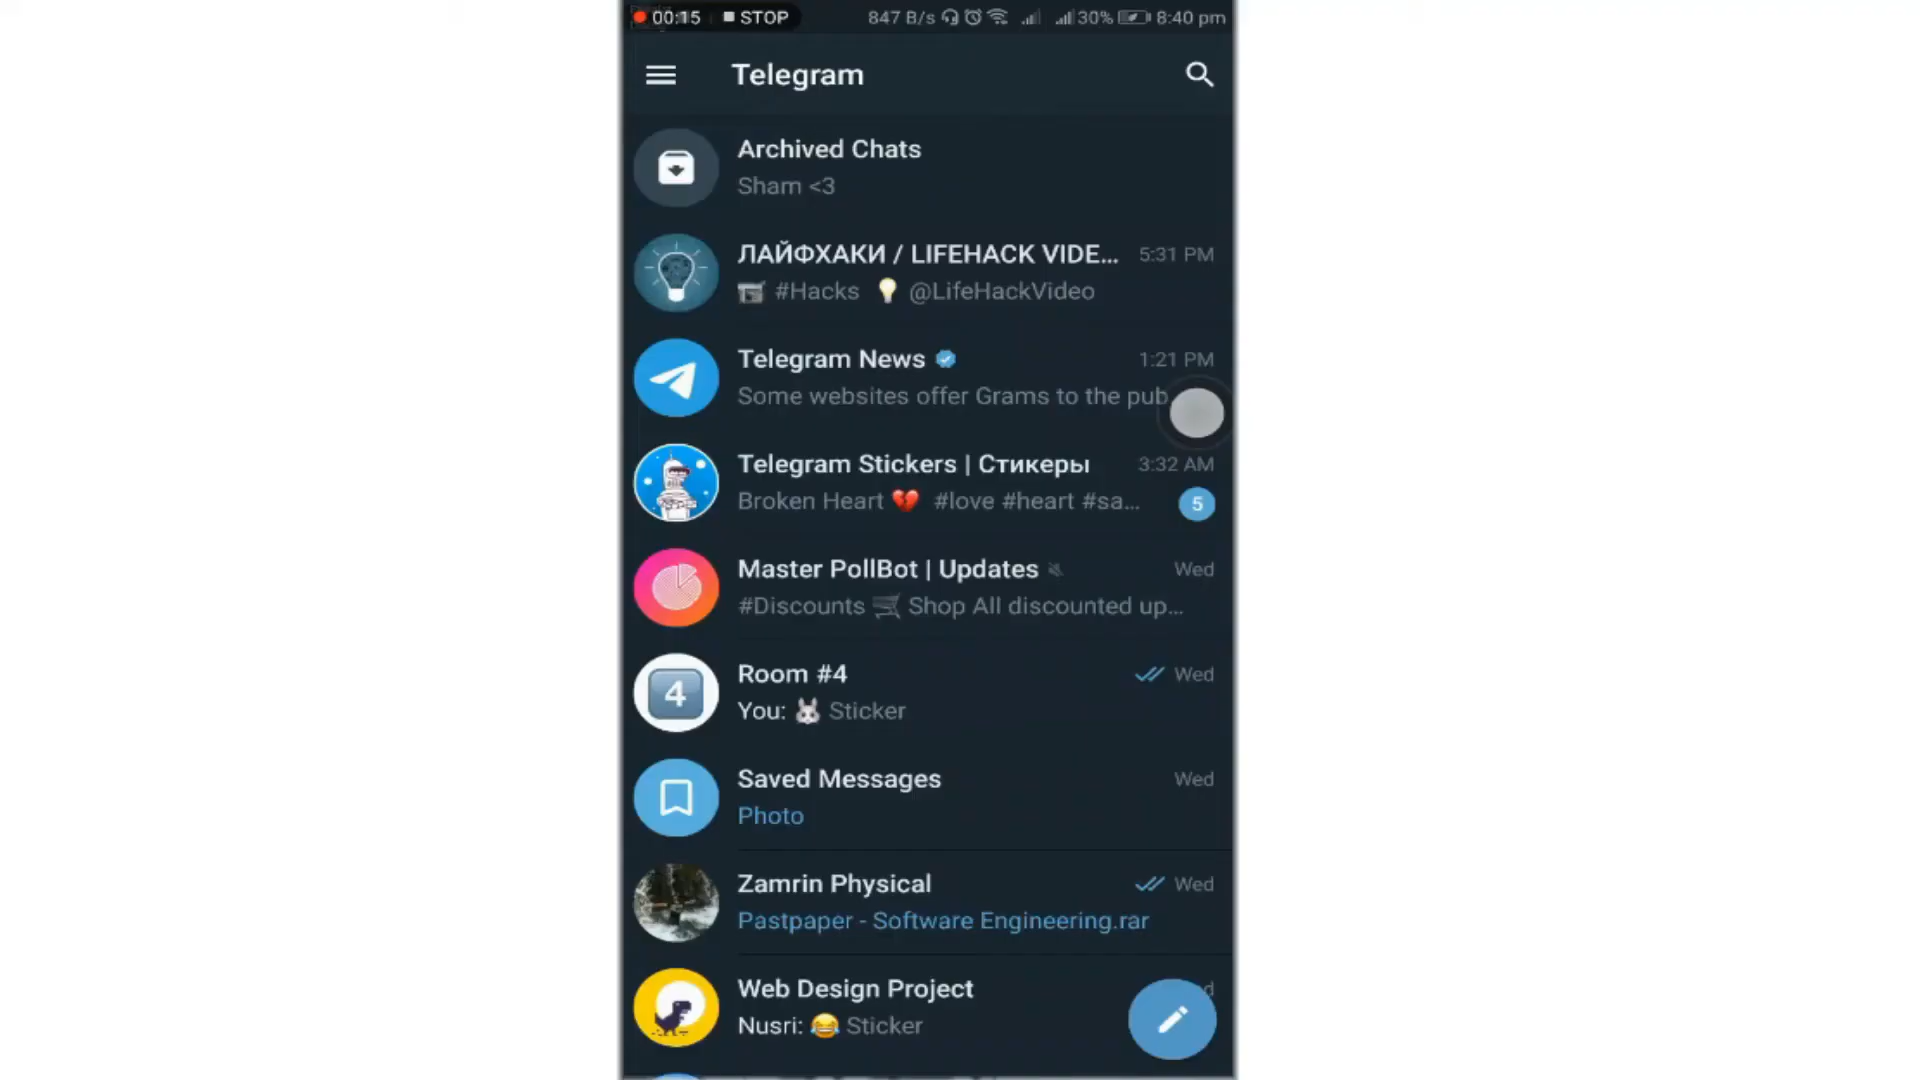 00:15 STOP 847 B/s 30% 8:40 pm
Telegram
Archived Chats
Sham <3
ЛАЙФХАКИ / LIFEHACK VIDE... 5:31 PM
#Hacks 💡 @LifeHackVideo
Telegram News 1:21 PM
Some websites offer Grams to the pub
Telegram Stickers | Стикеры 3:32 AM
Broken Heart 💔 #love #heart #sa... 5
Master PollBot | Updates Wed
#Discounts Shop All discounted up...
4
Room #4 Wed
You: 🐰 Sticker
Saved Messages Wed
Photo
Zamrin Physical Wed
Pastpaper - Software Engineering.rar
Web Design Project
Nusri: 😂 Sticker